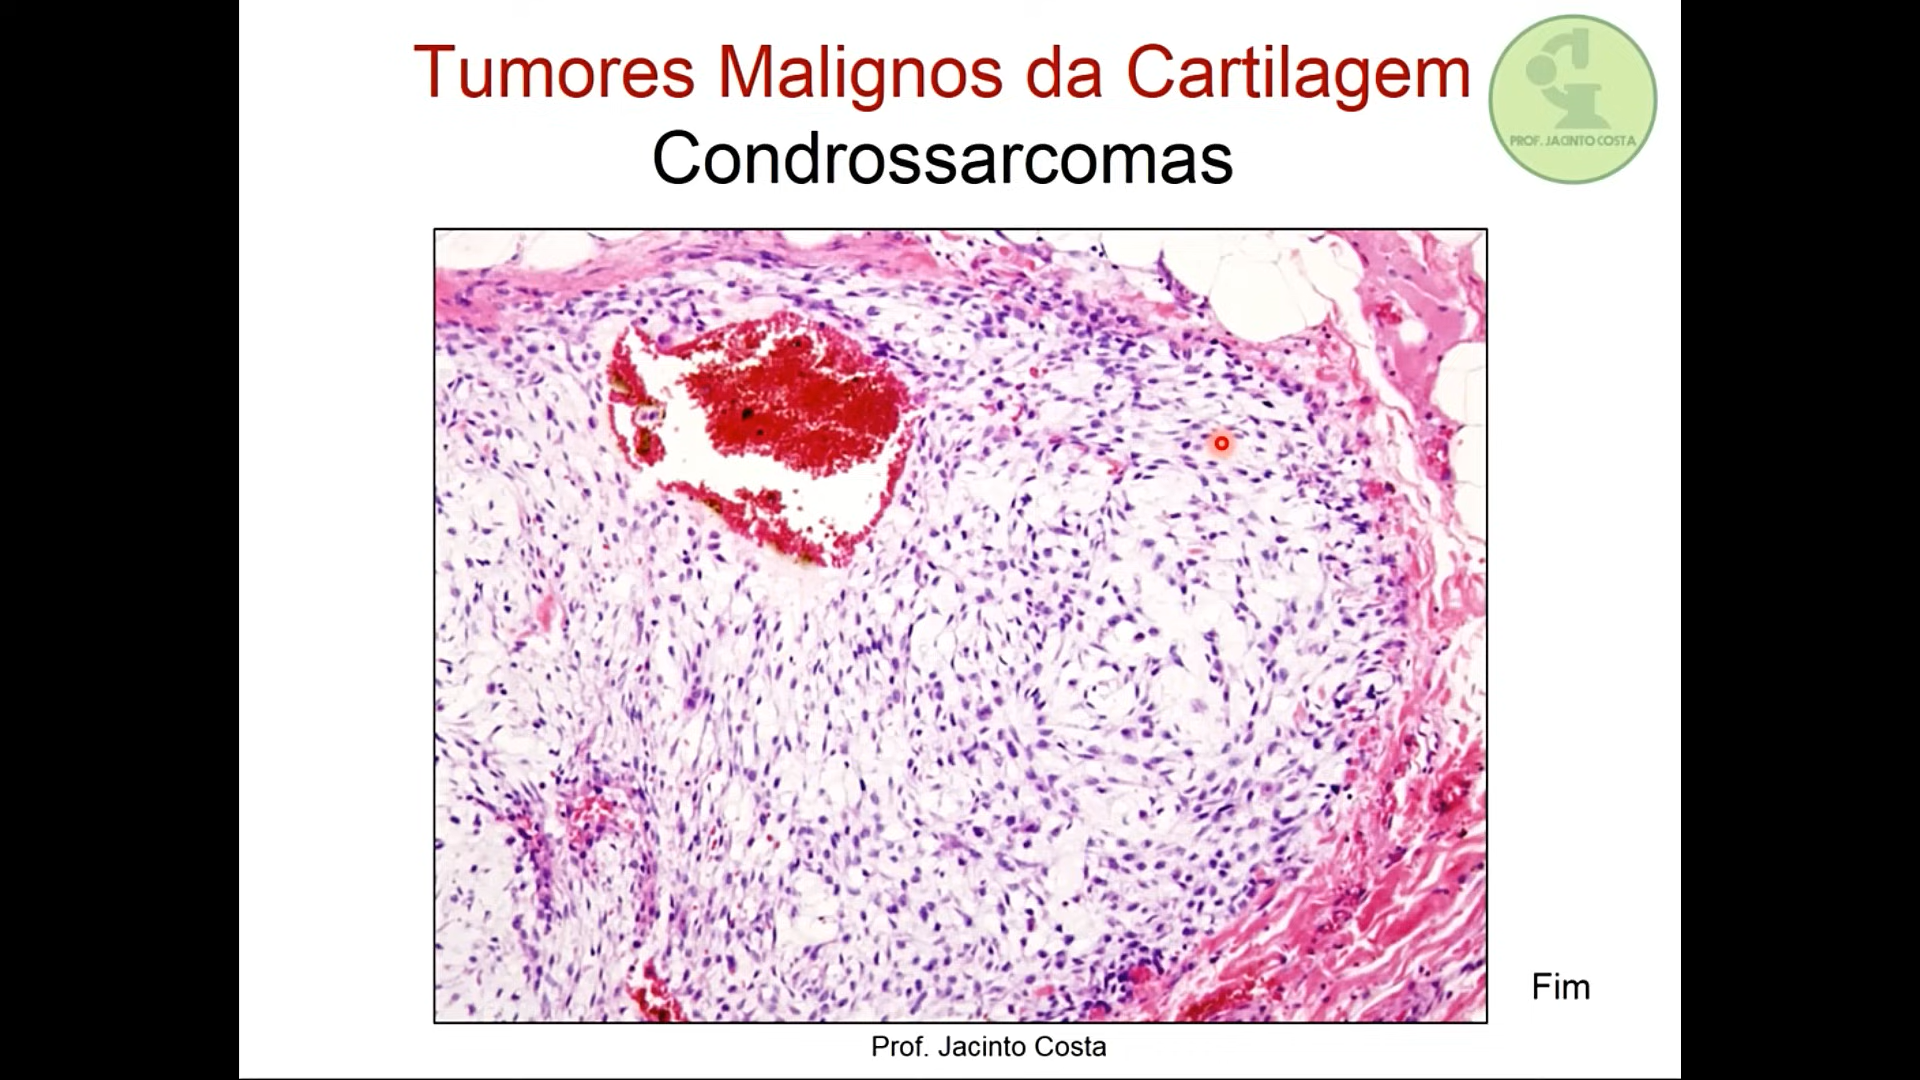 Tumores Malignos da Cartilagem
Condrossarcomas
PROF. JACINTO COSTA
Fim
Prof. Jacinto Costa